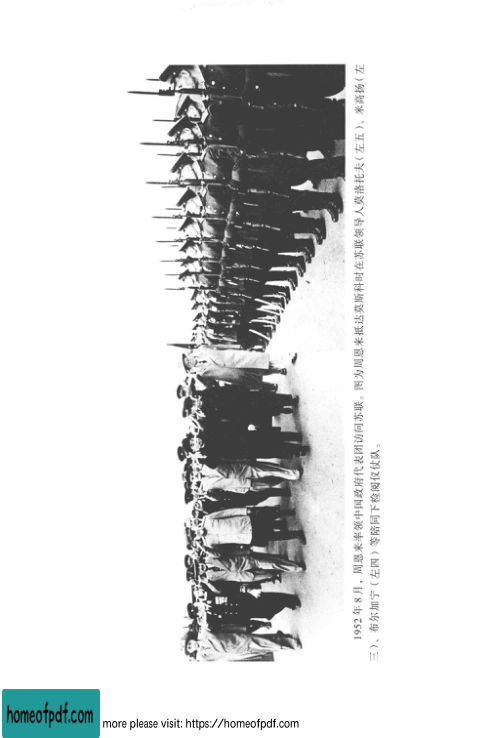 1952年8月，周恩来率领中国政府代表团访问苏联。图为周恩来抵达莫斯科时在苏联领导人莫洛托夫（左五）、米高扬（左
三）、布尔加宁（左四）等陪同下检阅仪仗队。
homeofpdf.com
more please visit: https://homeofpdf.com